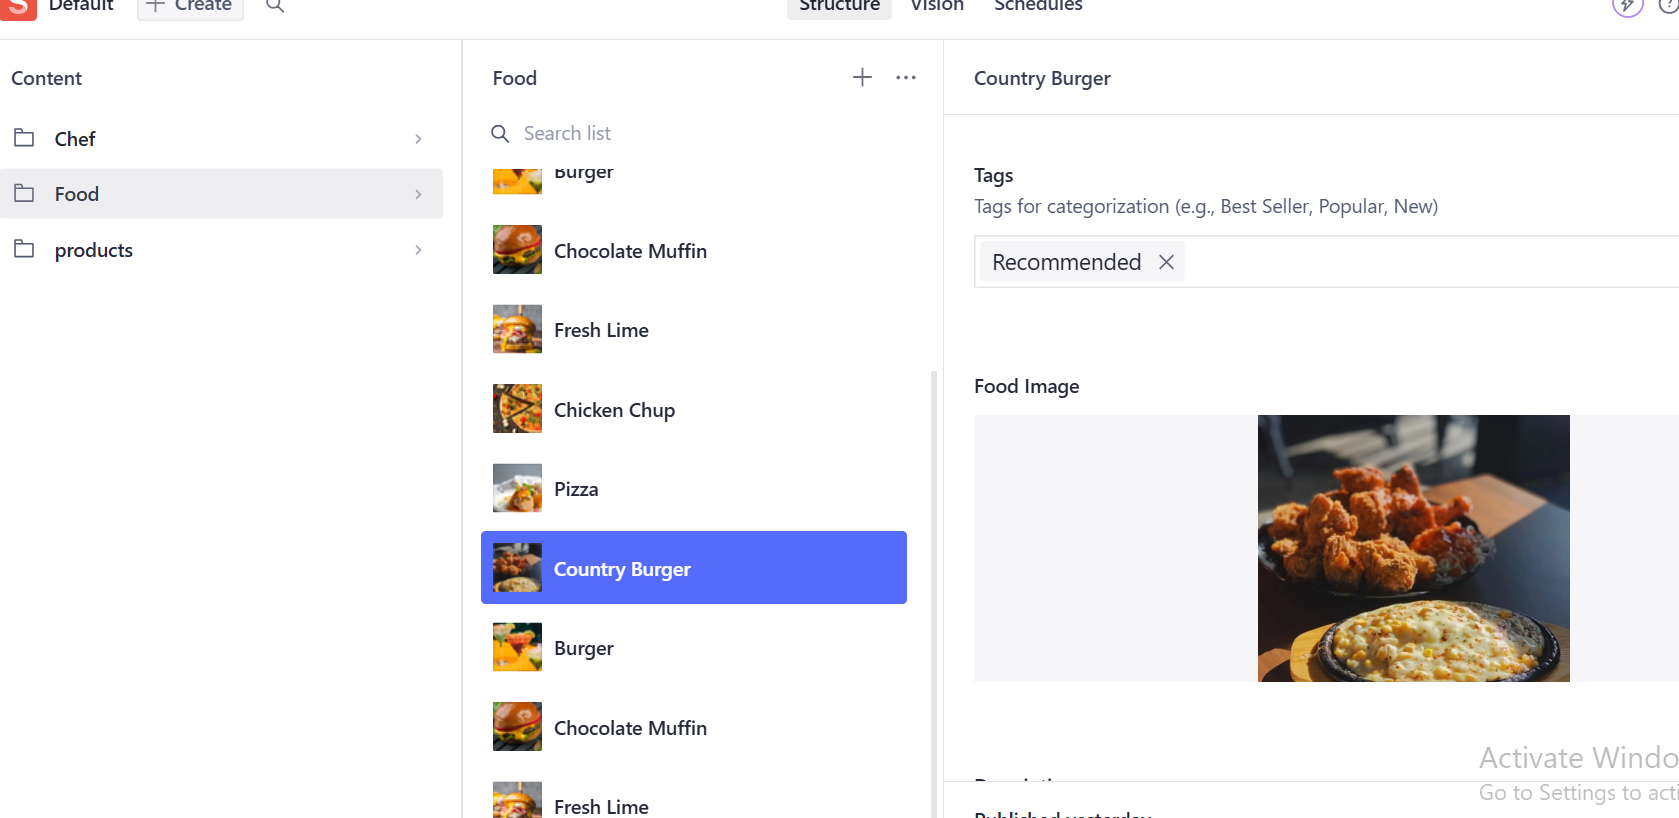 S Default Create Structure Vision Schedules
Content
Chef
Food
products
Food
Search list
Burger
Chocolate Muffin
Fresh Lime
Chicken Chup
Pizza
Country Burger
Burger
Chocolate Muffin
Fresh Lime
Country Burger
Tags
Tags for categorization (e.g., Best Seller, Popular, New)
Recommended
Food Image
Published yesterday
Activate Windo
Go to Settings to acti